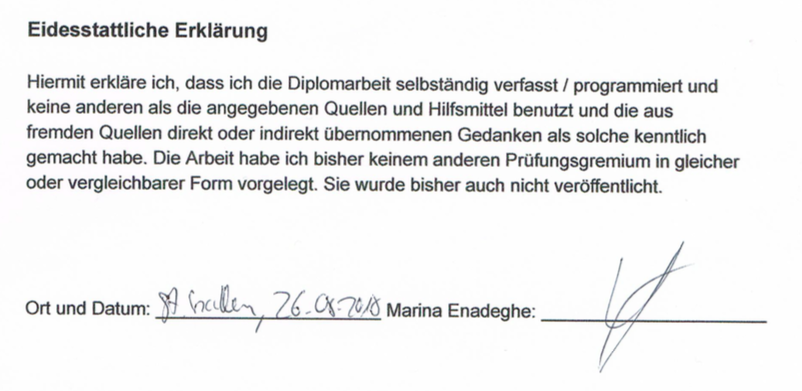 Eidesstattliche Erklärung
Hiermit erkläre ich, dass ich die Diplomarbeit selbständig verfasst / programmiert und
keine anderen als die angegebenen Quellen und Hilfsmittel benutzt und die aus
fremden Quellen direkt oder indirekt übernommenen Gedanken als solche kenntlich
gemacht habe. Die Arbeit habe ich bisher keinem anderen Prüfungsgremium in gleicher
oder vergleichbarer Form vorgelegt. Sie wurde bisher auch nicht veröffentlicht.
Ort und Datum: St. Gallen, 26.08.2018 Marina Enadeghe: